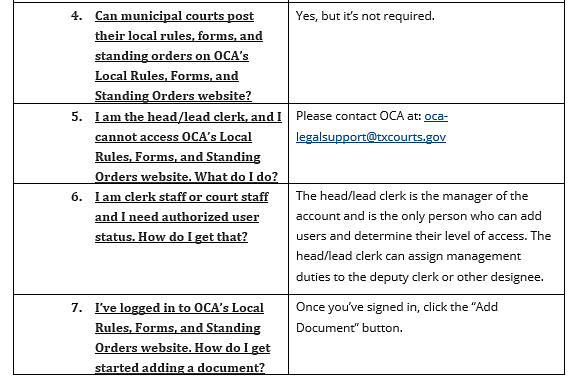 4. Can municipal courts post
their local rules, forms, and
standing orders on OCA’s
Local Rules, Forms, and
Standing Orders website?
Yes, but it’s not required.
5. I am the head/lead clerk, and I
cannot access OCA’s Local
Rules, Forms, and Standing
Orders website. What do I do?
Please contact OCA at: oca-
legalsupport@txcourts.gov
6. I am clerk staff or court staff
and I need authorized user
status. How do I get that?
The head/lead clerk is the manager of the
account and is the only person who can add
users and determine their level of access. The
head/lead clerk can assign management
duties to the deputy clerk or other designee.
7. I’ve logged in to OCA’s Local
Rules, Forms, and Standing
Orders website. How do I get
started adding a document?
Once you’ve signed in, click the “Add
Document” button.